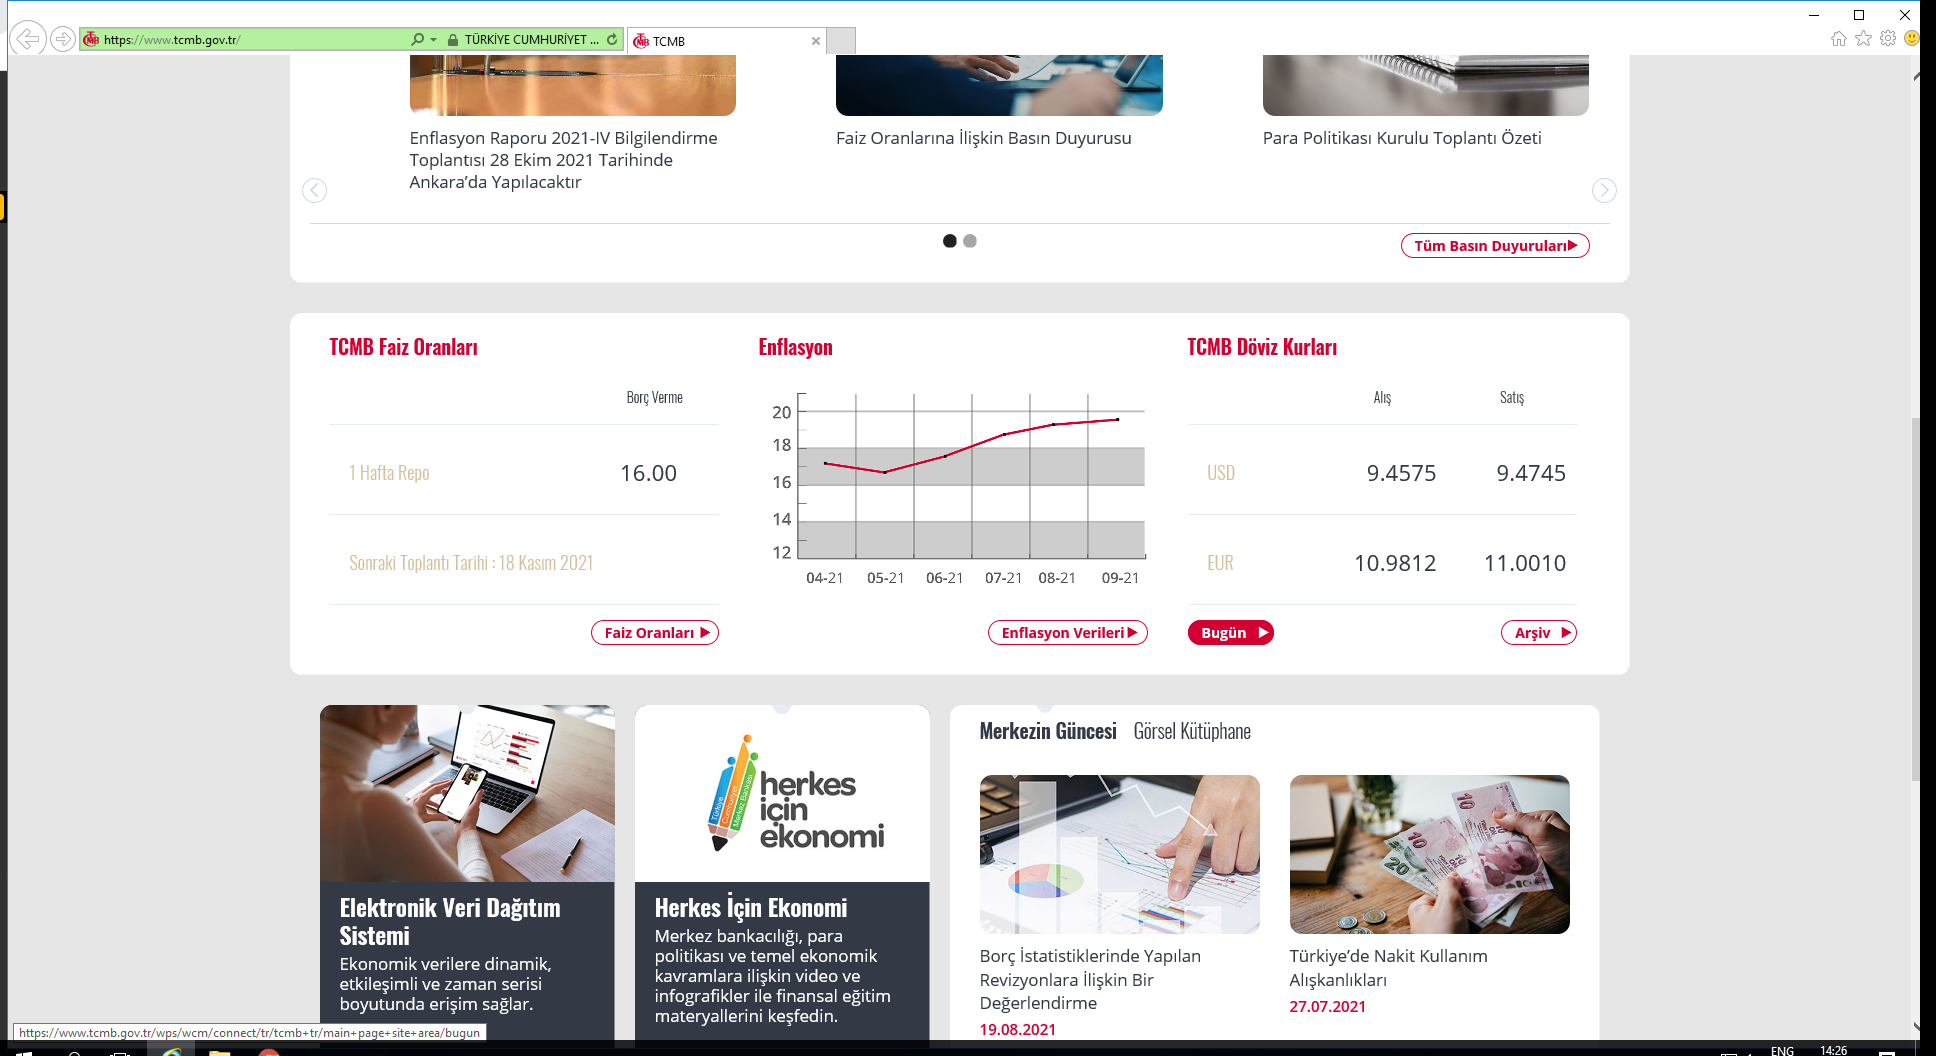 https://www.tcmb.gov.tr/
TÜRKİYE CUMHURİYET ...
TCMB
Enflasyon Raporu 2021-IV Bilgilendirme
Toplantısı 28 Ekim 2021 Tarihinde
Ankara’da Yapılacaktır
Faiz Oranlarına İlişkin Basın Duyurusu
Para Politikası Kurulu Toplantı Özeti
Tüm Basın Duyuruları
TCMB Faiz Oranları
Borç Verme
1 Hafta Repo 16.00
Sonraki Toplantı Tarihi : 18 Kasım 2021
Faiz Oranları
Enflasyon
20
18
16
14
12
04-21 05-21 06-21 07-21 08-21 09-21
Enflasyon Verileri
TCMB Döviz Kurları
Alış Satış
USD 9.4575 9.4745
EUR 10.9812 11.0010
Bugün
Arşiv
Elektronik Veri Dağıtım
Sistemi
Ekonomik verilere dinamik,
etkileşimli ve zaman serisi
boyutunda erişim sağlar.
Türkiye
Cumhuriyet
Merkez Bankası
herkes
için
ekonomi
Herkes İçin Ekonomi
Merkez bankacılığı, para
politikası ve temel ekonomik
kavramlara ilişkin video ve
infografikler ile finansal eğitim
materyallerini keşfedin.
Merkezin Güncesi Görsel Kütüphane
Borç İstatistiklerinde Yapılan
Revizyonlara İlişkin Bir
Değerlendirme
19.08.2021
10
20
Türkiye’de Nakit Kullanım
Alışkanlıkları
27.07.2021
https://www.tcmb.gov.tr/wps/wcm/connect/tr/tcmb+tr/main+page+site+area/bugun
ENG
14:26